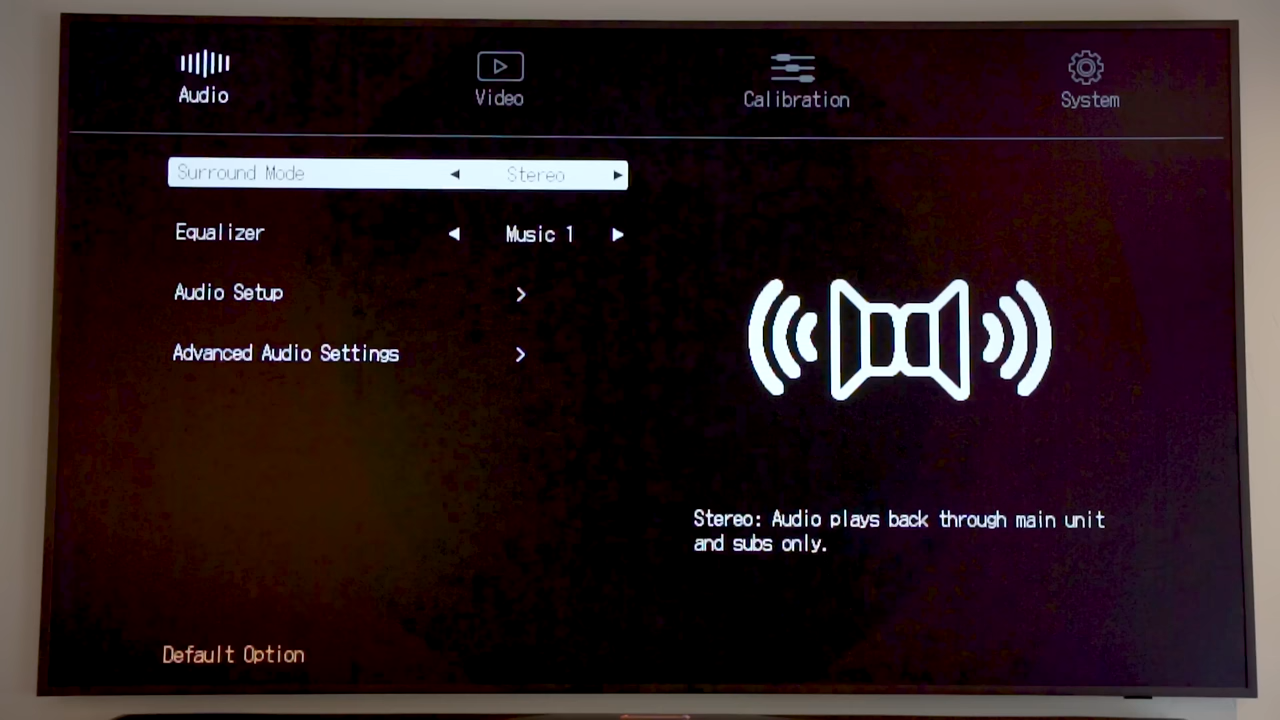 Audio
Video
Calibration
System
Surround Mode
Stereo
Equalizer
Music 1
Audio Setup
Advanced Audio Settings
Stereo: Audio plays back through main unit
and subs only.
Default Option